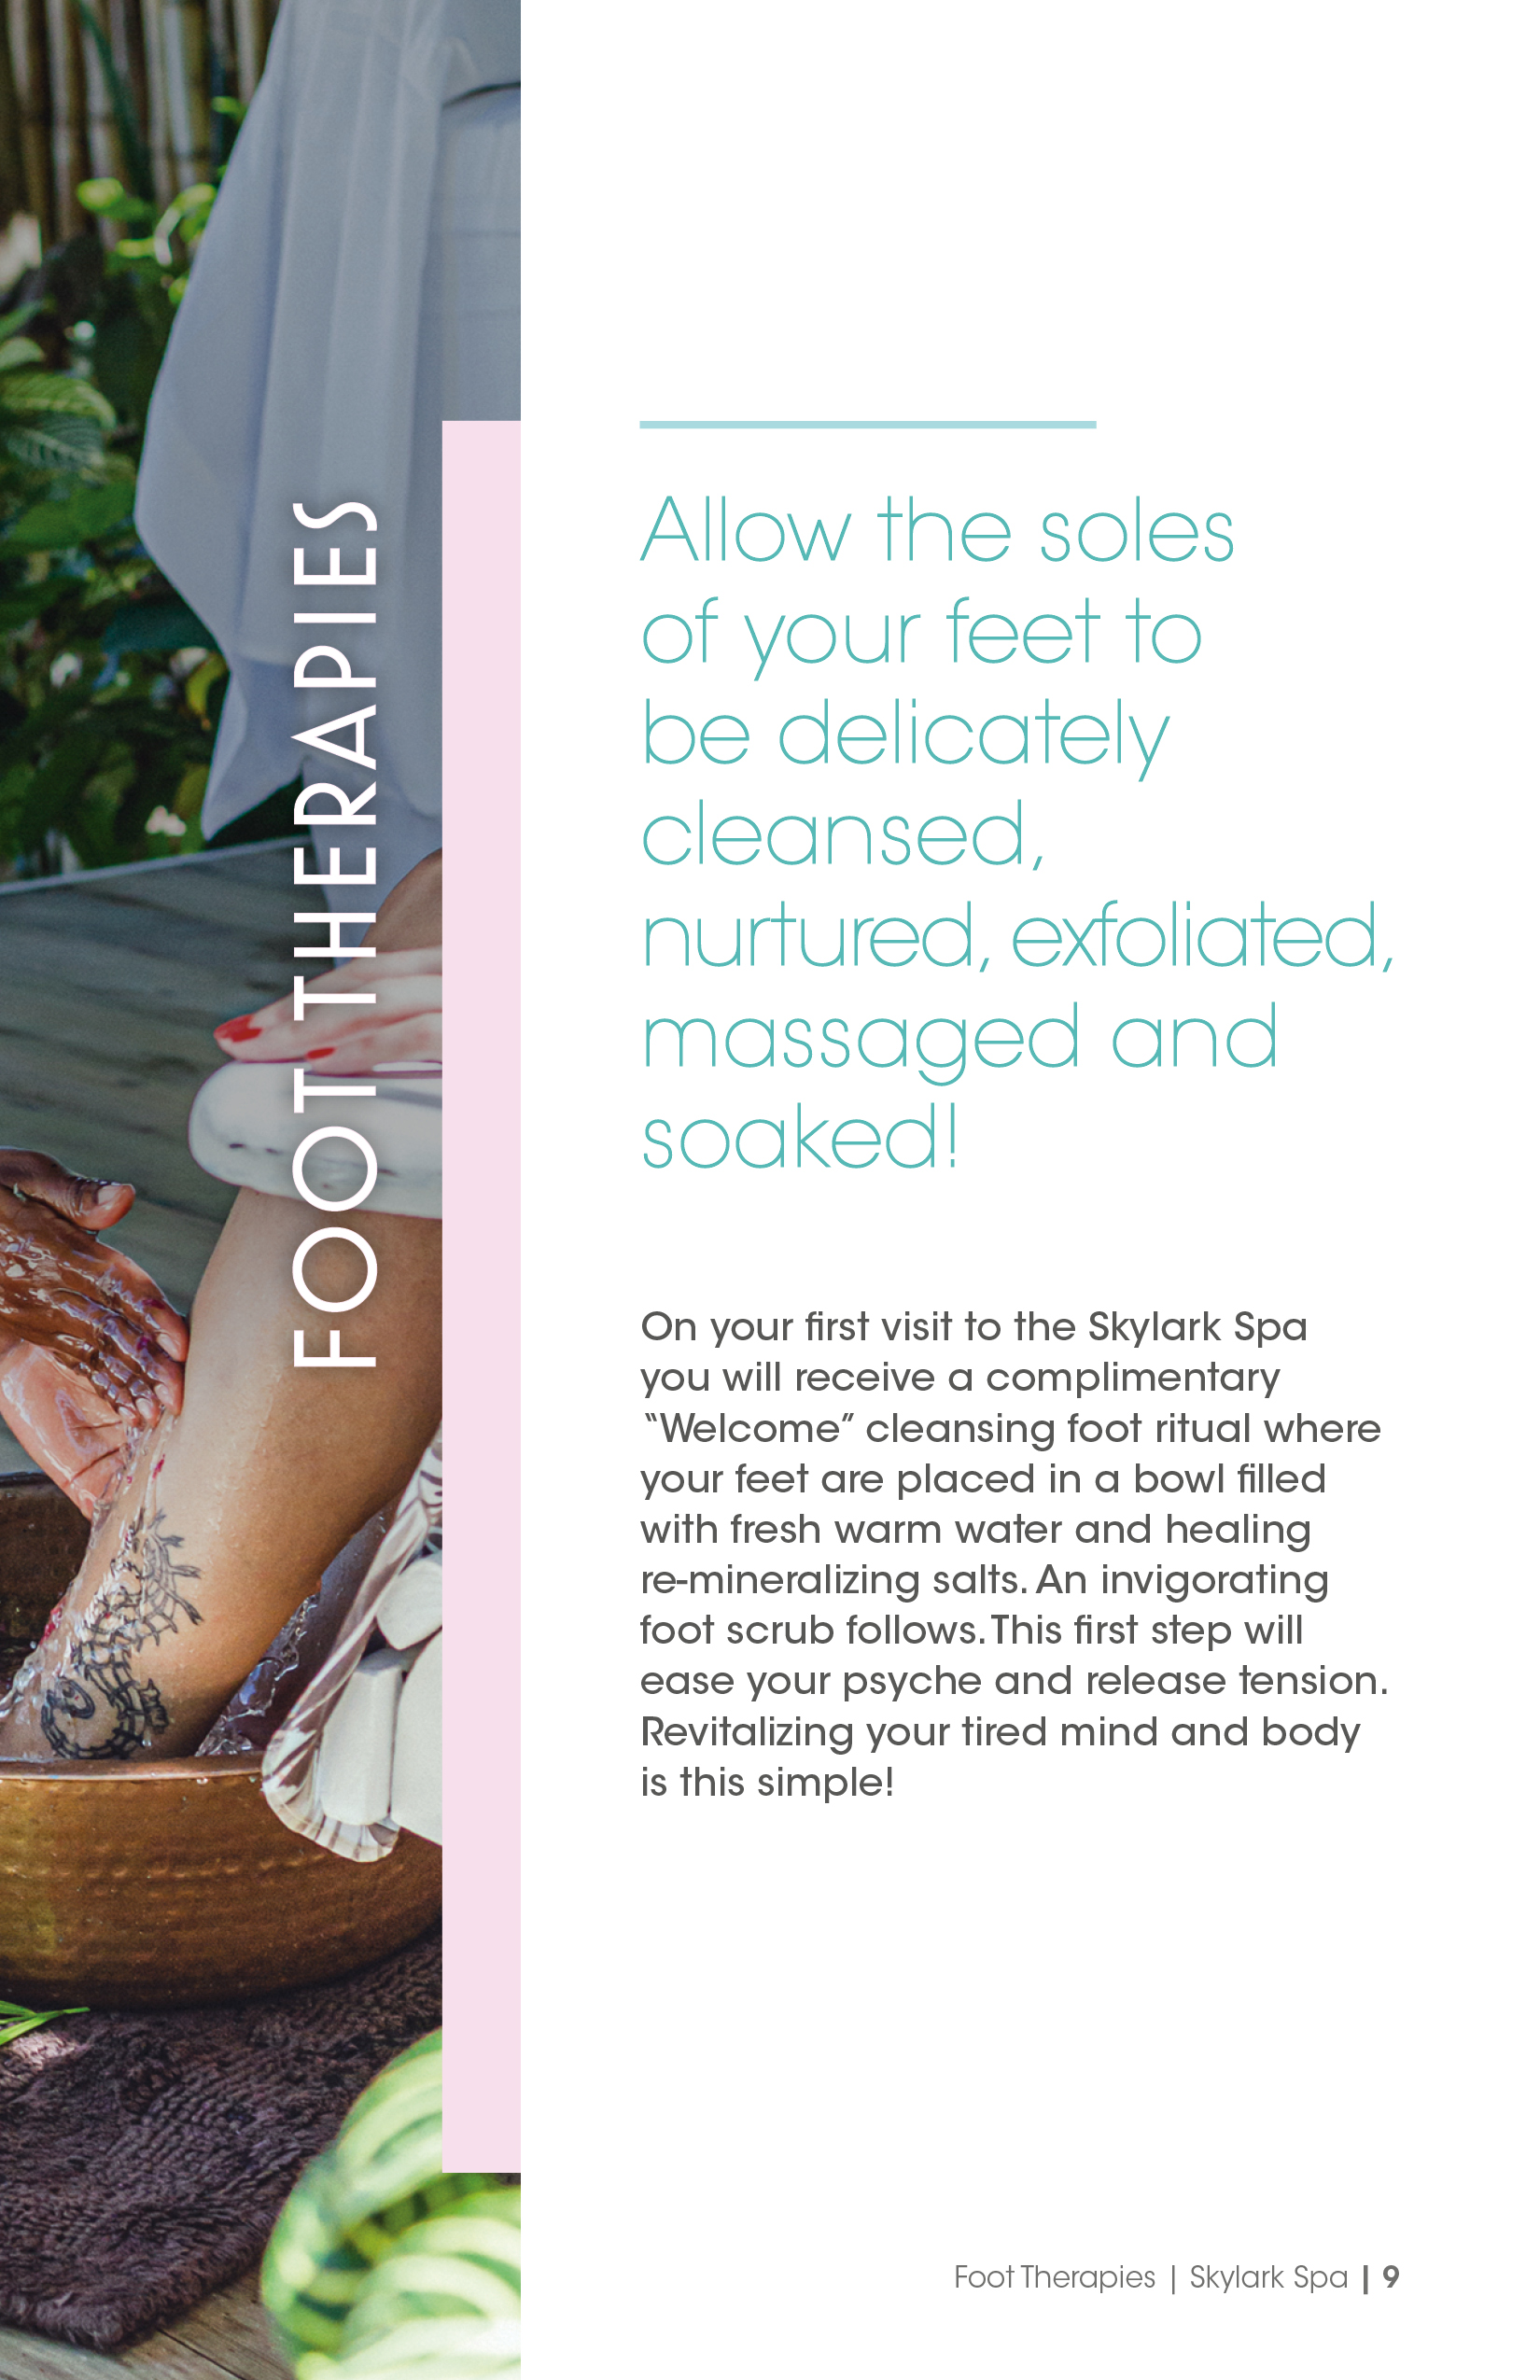 FOOT THERAPIES
Allow the soles
of your feet to
be delicately
cleansed,
nurtured, exfoliated,
massaged and
soaked!
On your first visit to the Skylark Spa
you will receive a complimentary
“Welcome” cleansing foot ritual where
your feet are placed in a bowl filled
with fresh warm water and healing
re-mineralizing salts. An invigorating
foot scrub follows. This first step will
ease your psyche and release tension.
Revitalizing your tired mind and body
is this simple!
Foot Therapies | Skylark Spa | 9